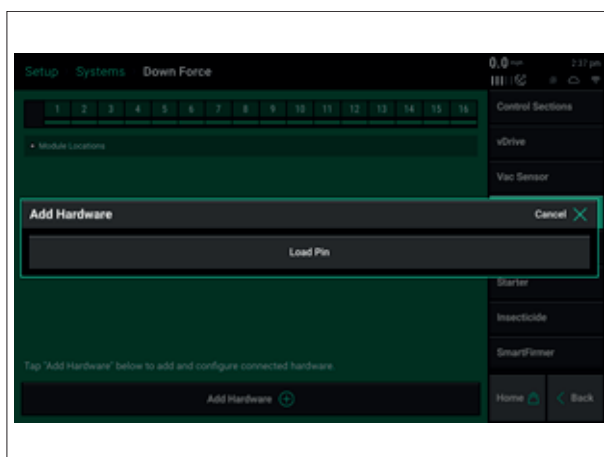 Setup Systems Down Force
0.0 mph 2:37 pm
1 2 3 4 5 6 7 8 9 10 11 12 13 14 15 16
• Module Locations
Control Sections
vDrive
Vac Sensor
Add Hardware Cancel
Load Pin
Starter
Insecticide
SmartFirmer
Tap "Add Hardware" below to add and configure connected hardware.
Add Hardware
Home Back